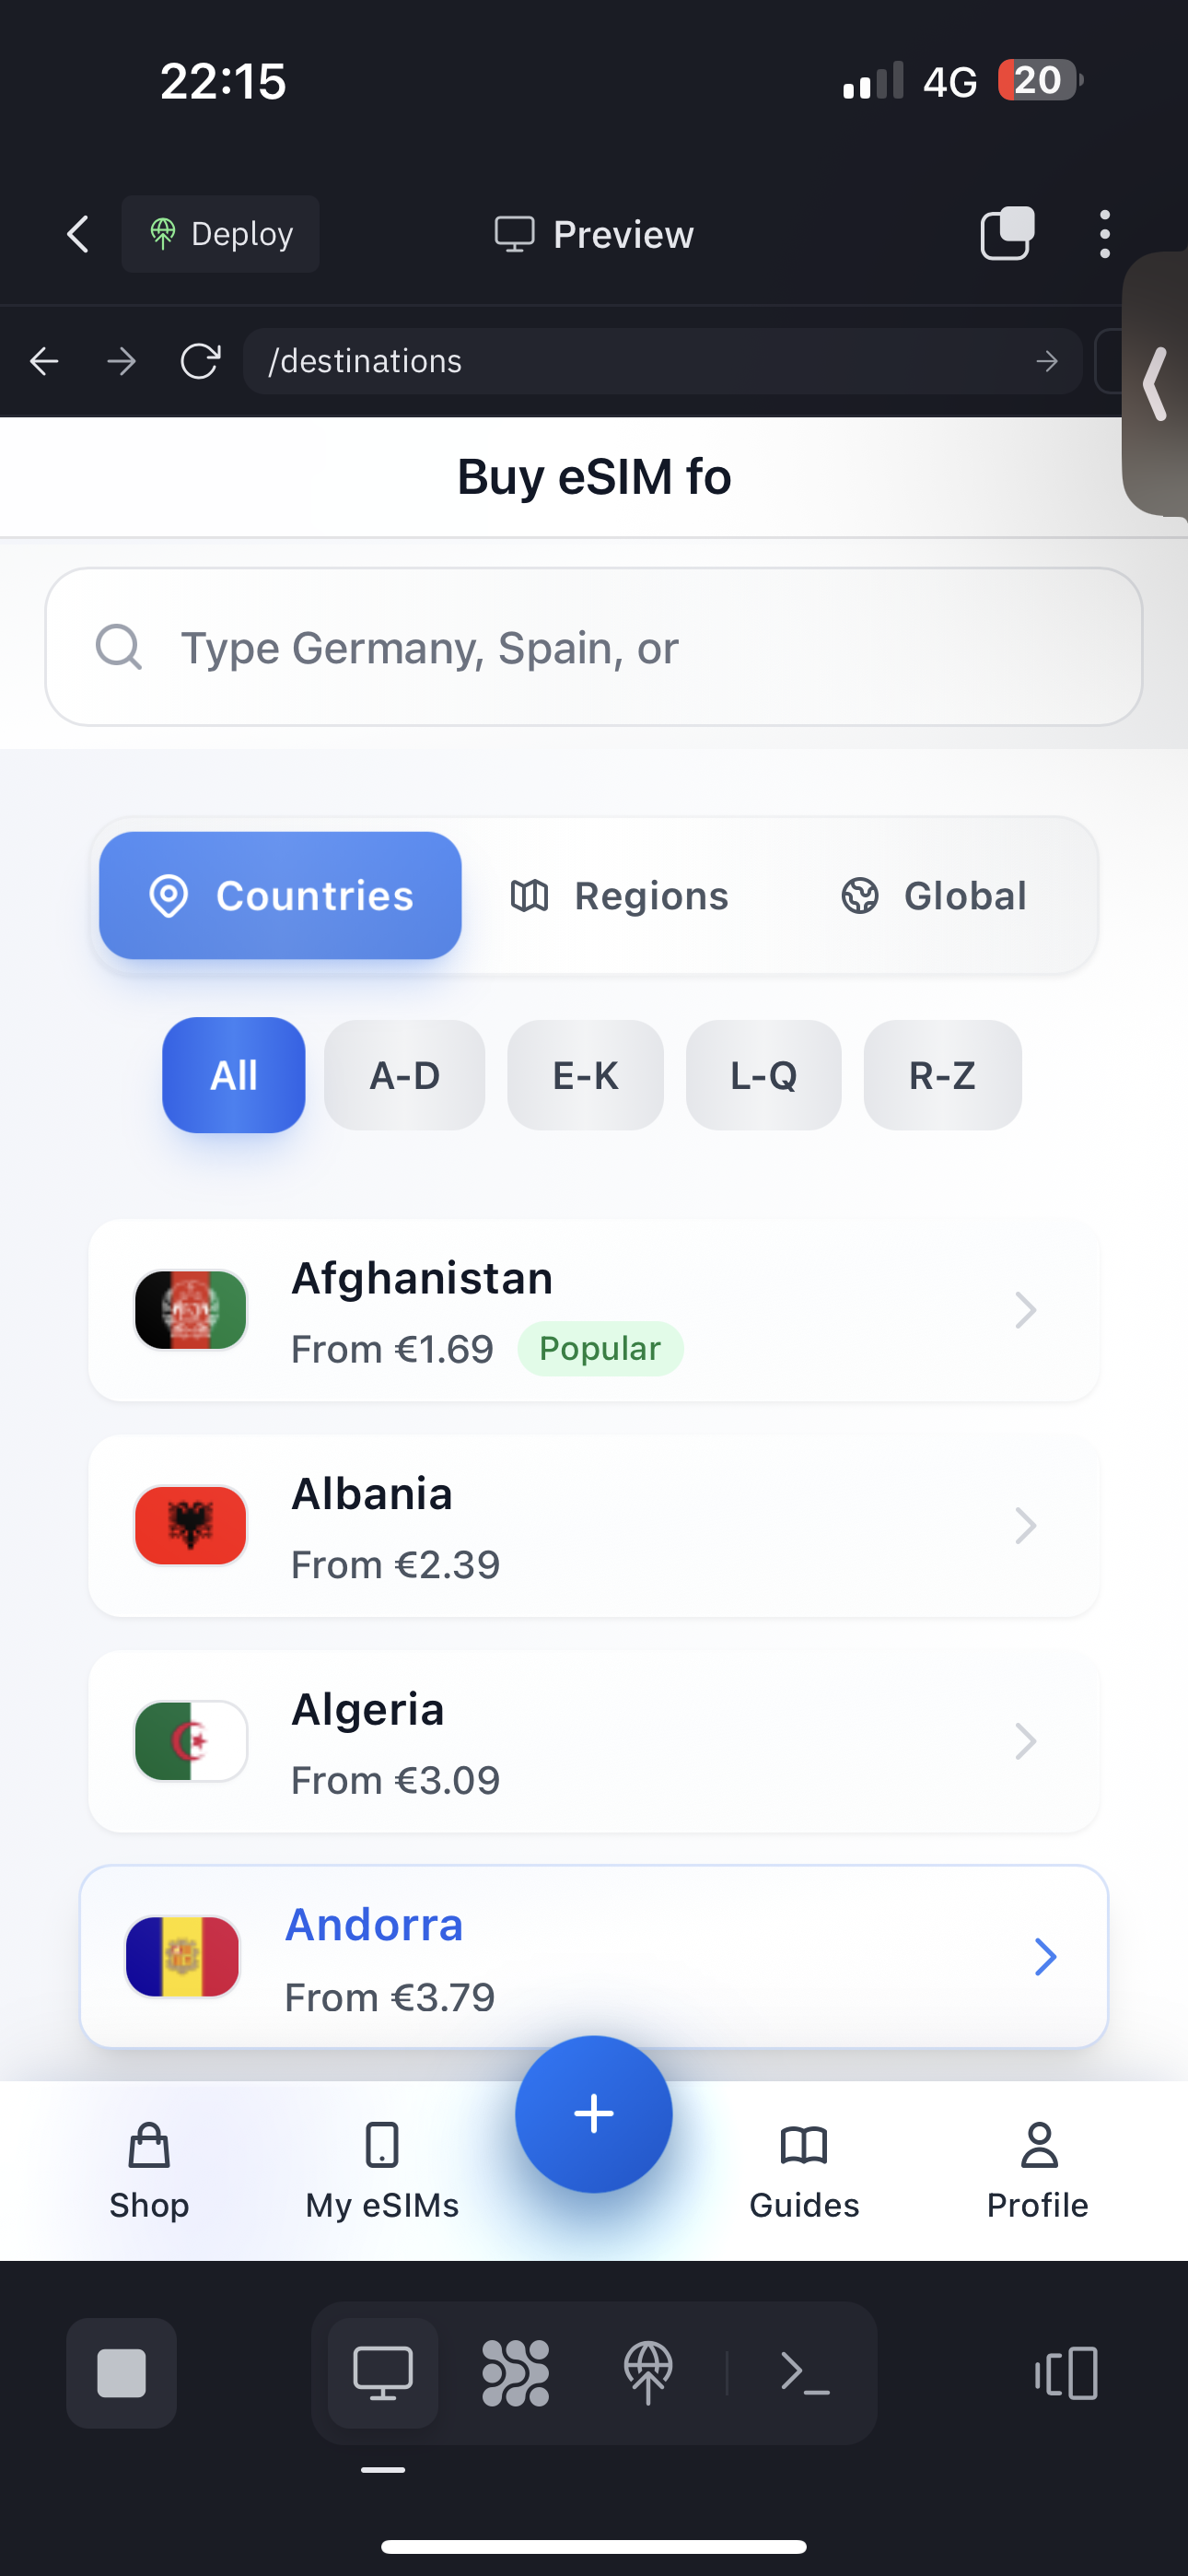 22:15
4G
20
Deploy
Preview
/destinations
Buy eSIM fo
Type Germany, Spain, or
Countries
Regions
Global
All
A-D
E-K
L-Q
R-Z
Afghanistan
From €1.69
Popular
Albania
From €2.39
Algeria
From €3.09
Andorra
From €3.79
Shop
My eSIMs
Guides
Profile